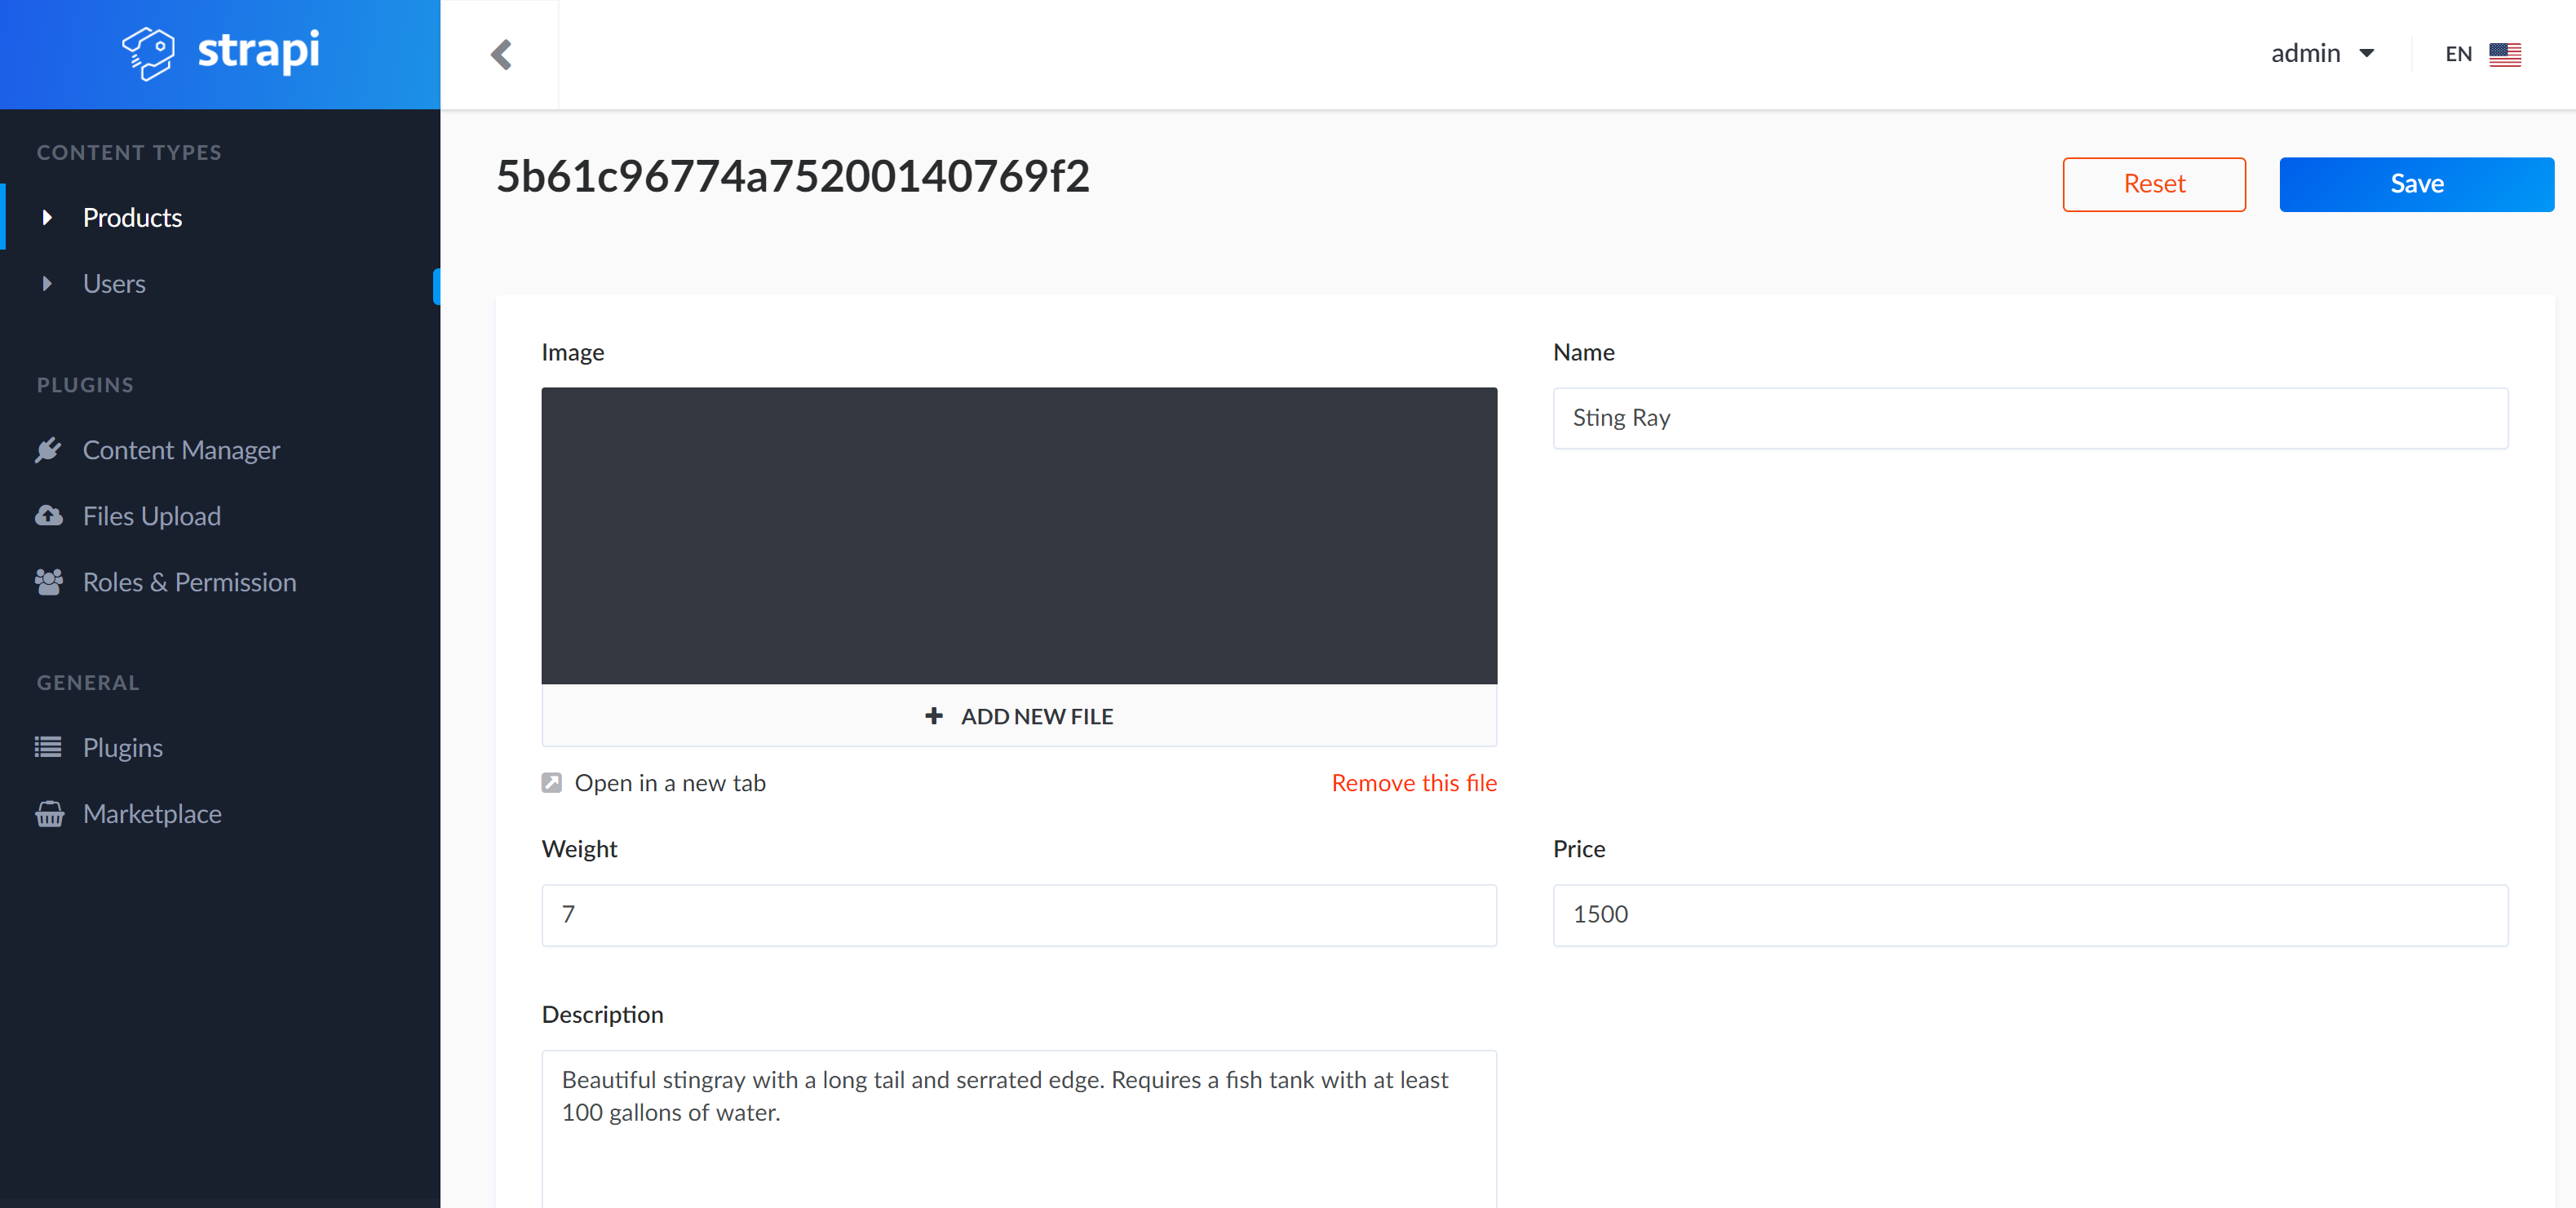 strapi
admin
EN
CONTENT TYPES
Products
Users
PLUGINS
Content Manager
Files Upload
Roles & Permission
GENERAL
Plugins
Marketplace
5b61c96774a75200140769f2
Reset
Save
Image
ADD NEW FILE
Open in a new tab
Remove this file
Name
Sting Ray
Weight
7
Price
1500
Description
Beautiful stingray with a long tail and serrated edge. Requires a fish tank with at least
100 gallons of water.